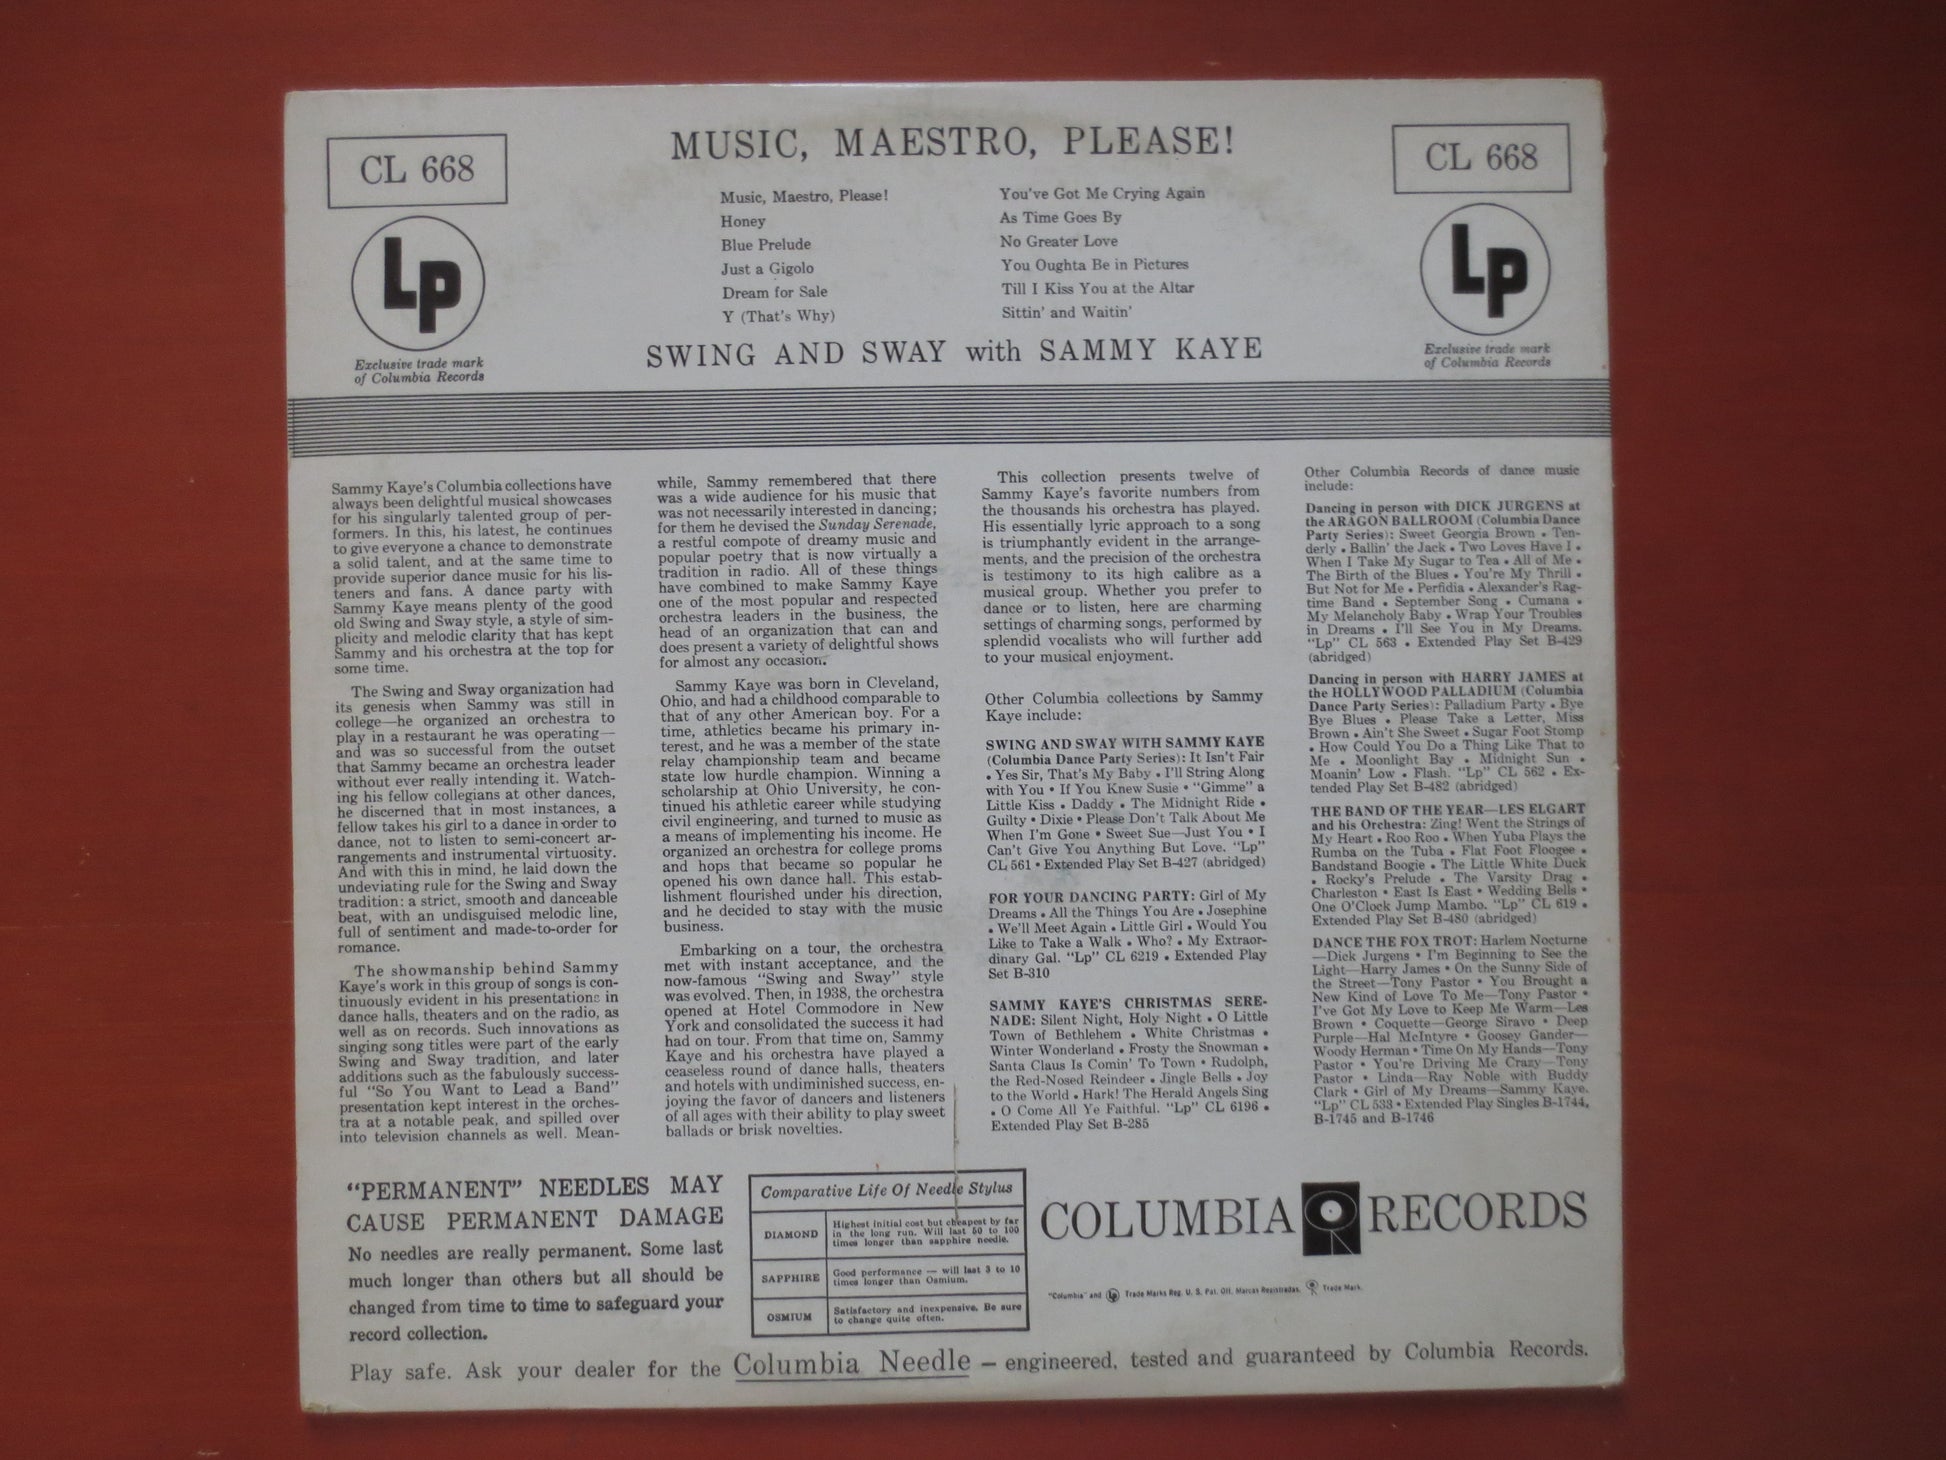 CL 668
MUSIC, MAESTRO, PLEASE!
CL 668
Lp
Exclusive trade mark
of Columbia Records
Music, Maestro, Please!
Honey
Blue Prelude
Just a Gigolo
Dream for Sale
Y (That's Why)
You've Got Me Crying Again
As Time Goes By
No Greater Love
You Oughta Be in Pictures
Till I Kiss You at the Altar
Sittin' and Waitin'
Lp
Exclusive trade mark
of Columbia Records
SWING AND SWAY with SAMMY KAYE
Sammy Kaye's Columbia collections have
always been delightful musical showcases
for his singularly talented group of per-
formers. In this, his latest, he continues
to give everyone a chance to demonstrate
a solid talent, and at the same time to
provide superior dance music for his lis-
teners and fans. A dance party with
Sammy Kaye means plenty of the good
old Swing and Sway style, a style of sim-
plicity and melodic clarity that has kept
Sammy and his orchestra at the top for
some time.
The Swing and Sway organization had
its genesis when Sammy was still in
college—he organized an orchestra to
play in a restaurant he was operating—
and was so successful from the outset
that Sammy became an orchestra leader
without ever really intending it. Watch-
ing his fellow collegians at other dances,
he discerned that in most instances, a
fellow takes his girl to a dance in order to
dance, not to listen to semi-concert ar-
rangements and instrumental virtuosity.
And with this in mind, he laid down the
undeviating rule for the Swing and Sway
tradition: a strict, smooth and danceable
beat, with an undisguised melodic line,
full of sentiment and made-to-order for
romance.
The showmanship behind Sammy
Kaye's work in this group of songs is con-
tinuously evident in his presentations in
dance halls, theaters and on the radio, as
well as on records. Such innovations as
singing song titles were part of the early
Swing and Sway tradition, and later
additions such as the fabulously success-
ful "So You Want to Lead a Band"
presentation kept interest in the orches-
tra at a notable peak, and spilled over
into television channels as well. Mean-
while, Sammy remembered that there
was a wide audience for his music that
was not necessarily interested in dancing;
for them he devised the Sunday Serenade,
a restful compote of dreamy music and
popular poetry that is now virtually a
tradition in radio. All of these things
have combined to make Sammy Kaye
one of the most popular and respected
orchestra leaders in the business, the
head of an organization that can and
does present a variety of delightful shows
for almost any occasion.
Sammy Kaye was born in Cleveland,
Ohio, and had a childhood comparable to
that of any other American boy. For a
time, athletics became his primary in-
terest, and he was a member of the state
relay championship team and became
state low hurdle champion. Winning a
scholarship at Ohio University, he con-
tinued his athletic career while studying
civil engineering, and turned to music as
a means of implementing his income. He
organized an orchestra for college proms
and hops that became so popular he
opened his own dance hall. This estab-
lishment flourished under his direction,
and he decided to stay with the music
business.
Embarking on a tour, the orchestra
met with instant acceptance, and the
now-famous "Swing and Sway" style
was evolved. Then, in 1938, the orchestra
opened at Hotel Commodore in New
York and consolidated the success it had
had on tour. From that time on, Sammy
Kaye and his orchestra have played a
ceaseless round of dance halls, theaters
and hotels with undiminished success, en-
joying the favor of dancers and listeners
of all ages with their ability to play sweet
ballads or brisk novelties.
This collection presents twelve of
Sammy Kaye's favorite numbers from
the thousands his orchestra has played.
His essentially lyric approach to a song
is triumphantly evident in the arrange-
ments, and the precision of the orchestra
is testimony to its high calibre as a
musical group. Whether you prefer to
dance or to listen, here are charming
settings of charming songs, performed by
splendid vocalists who will further add
to your musical enjoyment.
Other Columbia collections by Sammy
Kaye include:
SWING AND SWAY WITH SAMMY KAYE
(Columbia Dance Party Series): It Isn't Fair
• Yes Sir, That's My Baby • I'll String Along
with You • If You Knew Susie • "Gimme" a
Little Kiss • Daddy • The Midnight Ride •
Guilty • Dixie • Please Don't Talk About Me
When I'm Gone • Sweet Sue—Just You • I
Can't Give You Anything But Love. "Lp"
CL 561 • Extended Play Set B-427 (abridged)
FOR YOUR DANCING PARTY: Girl of My
Dreams • All the Things You Are • Josephine
• We'll Meet Again • Little Girl • Would You
Like to Take a Walk • Who? • My Extraor-
dinary Gal. "Lp" CL 6219 • Extended Play
Set B-310
SAMMY KAYE'S CHRISTMAS SERE-
NADE: Silent Night, Holy Night • O Little
Town of Bethlehem • White Christmas •
Winter Wonderland • Frosty the Snowman •
Santa Claus Is Comin' To Town • Rudolph,
the Red-Nosed Reindeer • Jingle Bells • Joy
to the World • Hark! The Herald Angels Sing
• O Come All Ye Faithful. "Lp" CL 6196 •
Extended Play Set B-285
Other Columbia Records of dance music
include:
Dancing in person with DICK JURGENS at
the ARAGON BALLROOM (Columbia Dance
Party Series): Sweet Georgia Brown • Ten-
derly • Ballin' the Jack • Two Loves Have I •
When I Take My Sugar to Tea • All of Me •
The Birth of the Blues • You're My Thrill •
But Not for Me • Perfidia • Alexander's Rag-
time Band • September Song • Cumana •
My Melancholy Baby • Wrap Your Troubles
in Dreams • I'll See You in My Dreams.
"Lp" CL 563 • Extended Play Set B-429
(abridged)
Dancing in person with HARRY JAMES at
the HOLLYWOOD PALLADIUM (Columbia
Dance Party Series): Palladium Party • Bye
Bye Blues • Please Take a Letter, Miss
Brown • Ain't She Sweet • Sugar Foot Stomp
• How Could You Do a Thing Like That to
Me • Moonlight Bay • Midnight Sun •
Moanin' Low • Flash. "Lp" CL 562 • Ex-
tended Play Set B-482 (abridged)
THE BAND OF THE YEAR—LES ELGART
and his Orchestra: Zing! Went the Strings of
My Heart • Roo Roo • When Yuba Plays the
Rumba on the Tuba • Flat Foot Floogee •
Bandstand Boogie • The Little White Duck
• Rocky's Prelude • The Varsity Drag •
Charleston • East Is East • Wedding Bells •
One O'Clock Jump Mambo. "Lp" CL 619 •
Extended Play Set B-480 (abridged)
DANCE THE FOX TROT: Harlem Nocturne
—Dick Jurgens • I'm Beginning to See the
Light—Harry James • On the Sunny Side of
the Street—Tony Pastor • You Brought a
New Kind of Love To Me—Tony Pastor •
I've Got My Love to Keep Me Warm—Les
Brown • Coquette—George Siravo • Deep
Purple—Hal McIntyre • Goosey Gander—
Woody Herman • Time On My Hands—Tony
Pastor • You're Driving Me Crazy—Tony
Pastor • Linda—Ray Noble with Buddy
Clark • Girl of My Dreams—Sammy Kaye.
"Lp" CL 538 • Extended Play Singles B-1744,
B-1745 and B-1746
"PERMANENT" NEEDLES MAY
CAUSE PERMANENT DAMAGE
No needles are really permanent. Some last
much longer than others but all should be
changed from time to time to safeguard your
record collection.
Comparative Life Of Needle Stylus
DIAMOND
Highest initial cost but cheapest by far
in the long run. Will last 50 to 100
times longer than sapphire needle.
SAPPHIRE
Good performance — will last 3 to 10
times longer than Osmium.
OSMIUM
Satisfactory and inexpensive. Be sure
to change quite often.
COLUMBIA RECORDS
"Columbia" and Lp Trade Marks Reg. U. S. Pat. Off. Marcas Registradas. Trade Mark.
Play safe. Ask your dealer for the Columbia Needle — engineered, tested and guaranteed by Columbia Records.